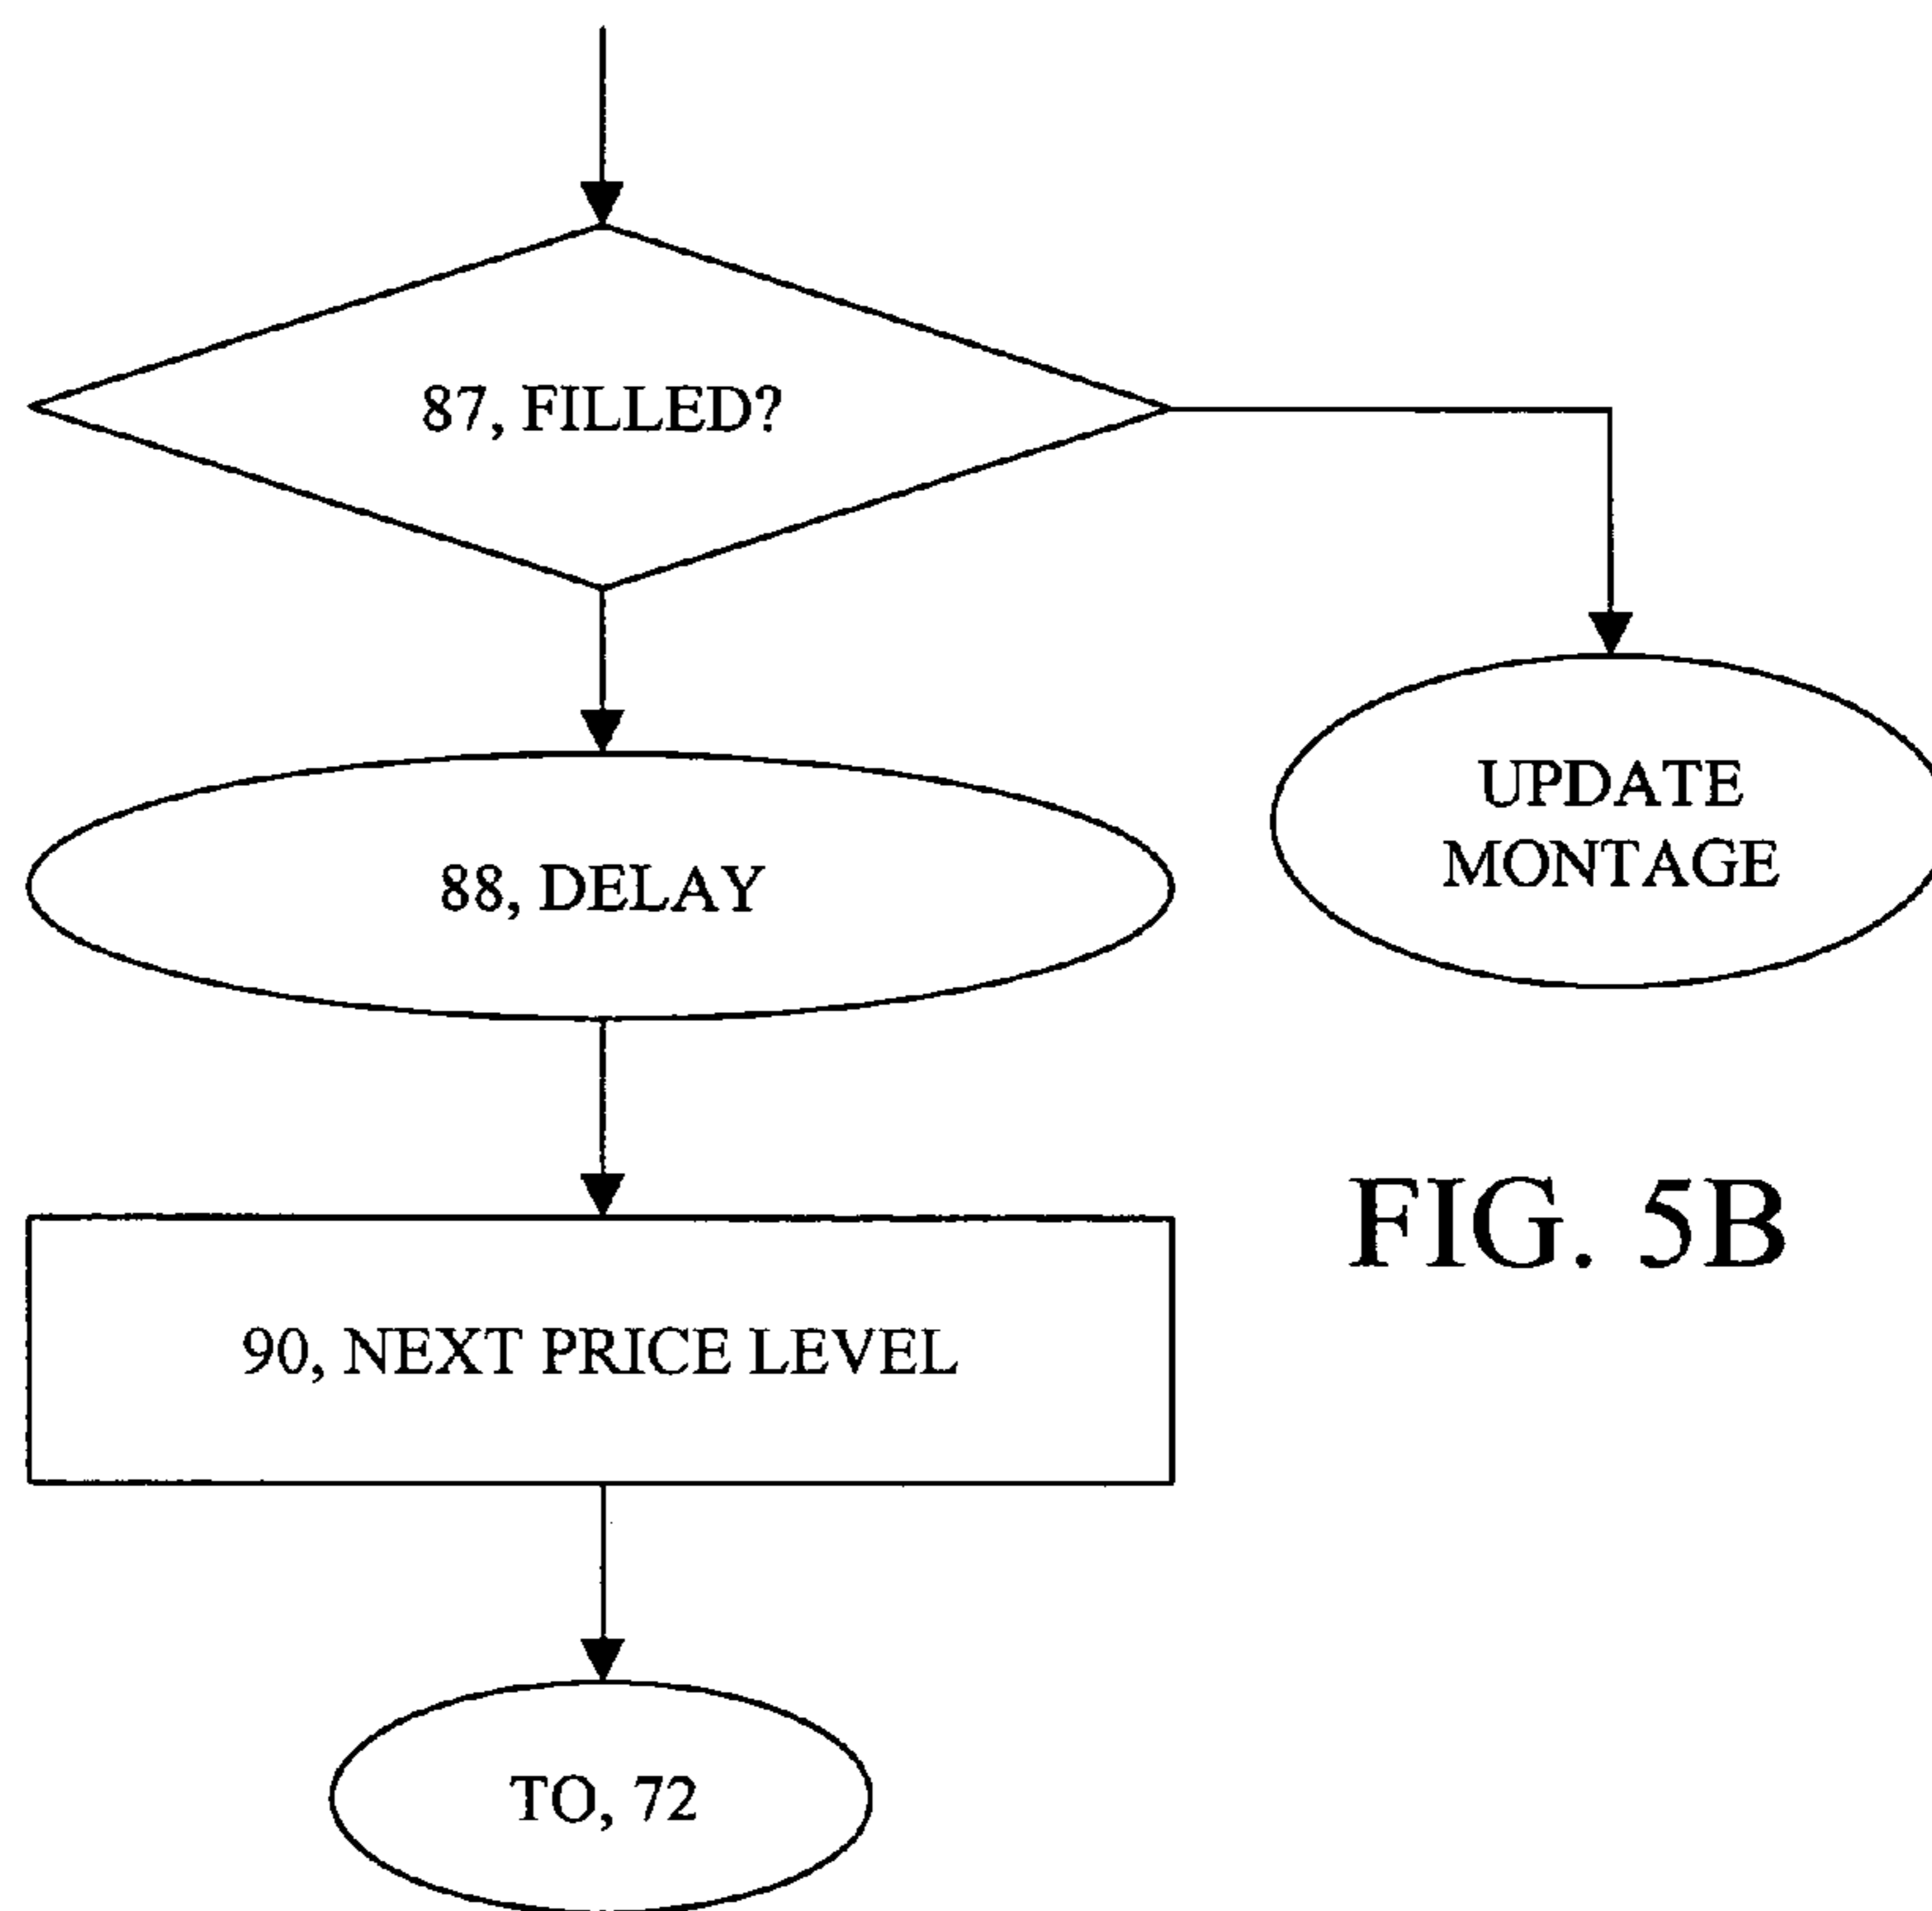 87, FILLED?
UPDATE
MONTAGE
88, DELAY
FIG. 5B
90, NEXT PRICE LEVEL
TO, 72